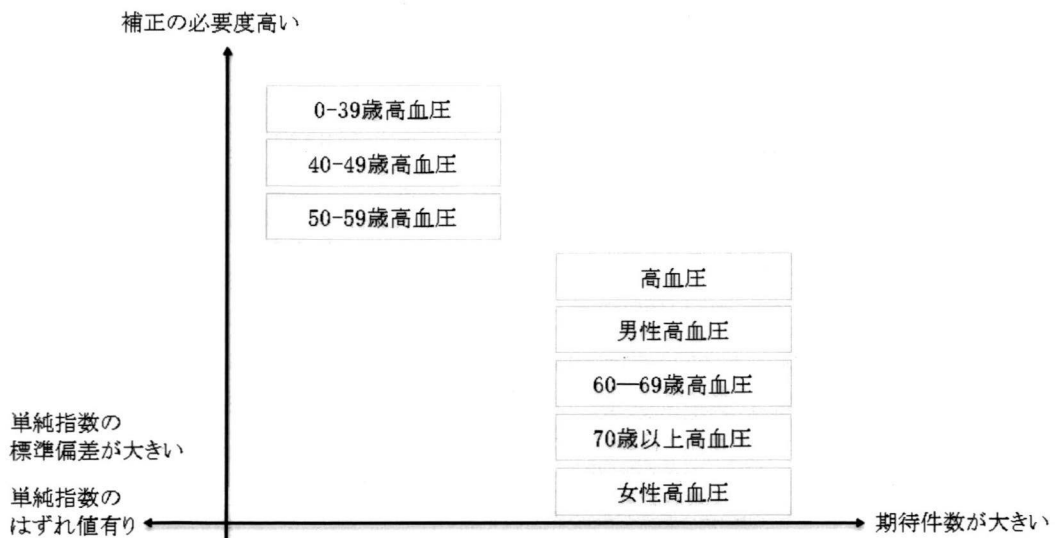 補正の必要度高い
0-39歳高血圧
40-49歳高血圧
50-59歳高血圧
高血圧
男性高血圧
60―69歳高血圧
70歳以上高血圧
女性高血圧
単純指数の
標準偏差が大きい
単純指数の
はずれ値有り
期待件数が大きい